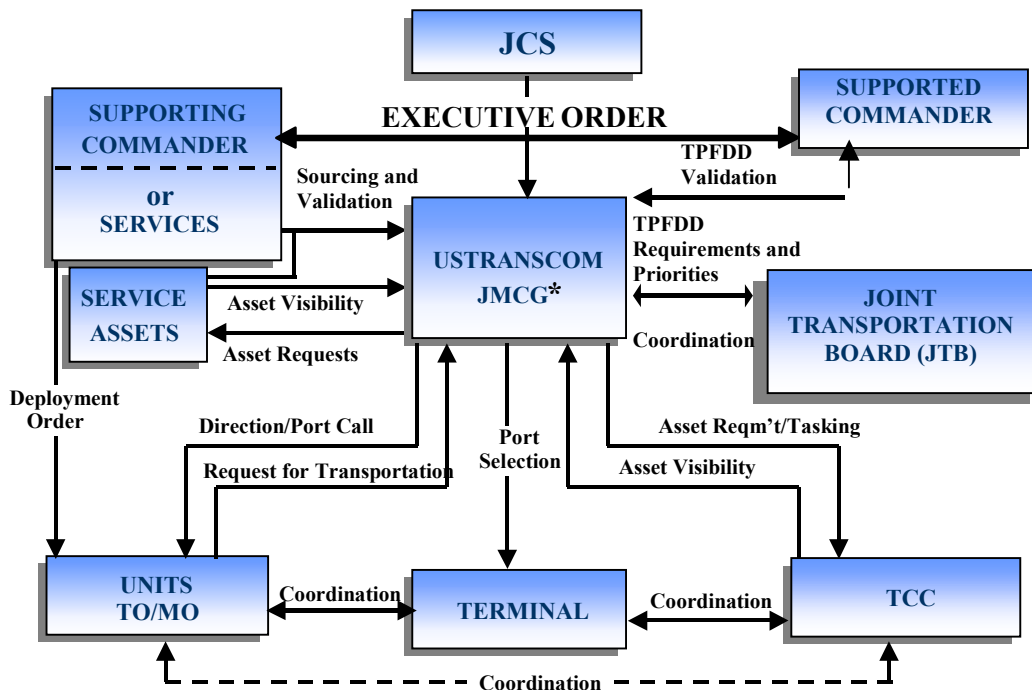 JCS
SUPPORTING
COMMANDER
or
SERVICES
EXECUTIVE ORDER
SUPPORTED
COMMANDER
TPFDD
Validation
Sourcing and
Validation
USTRANSCOM
JMCG*
TPFDD
Requirements and
Priorities
Coordination
JOINT
TRANSPORTATION
BOARD (JTB)
SERVICE
ASSETS
Asset Visibility
Asset Requests
Deployment
Order
Direction/Port Call
Request for Transportation
Port
Selection
Asset Reqm't/Tasking
Asset Visibility
UNITS
TO/MO
Coordination
TERMINAL
Coordination
TCC
Coordination